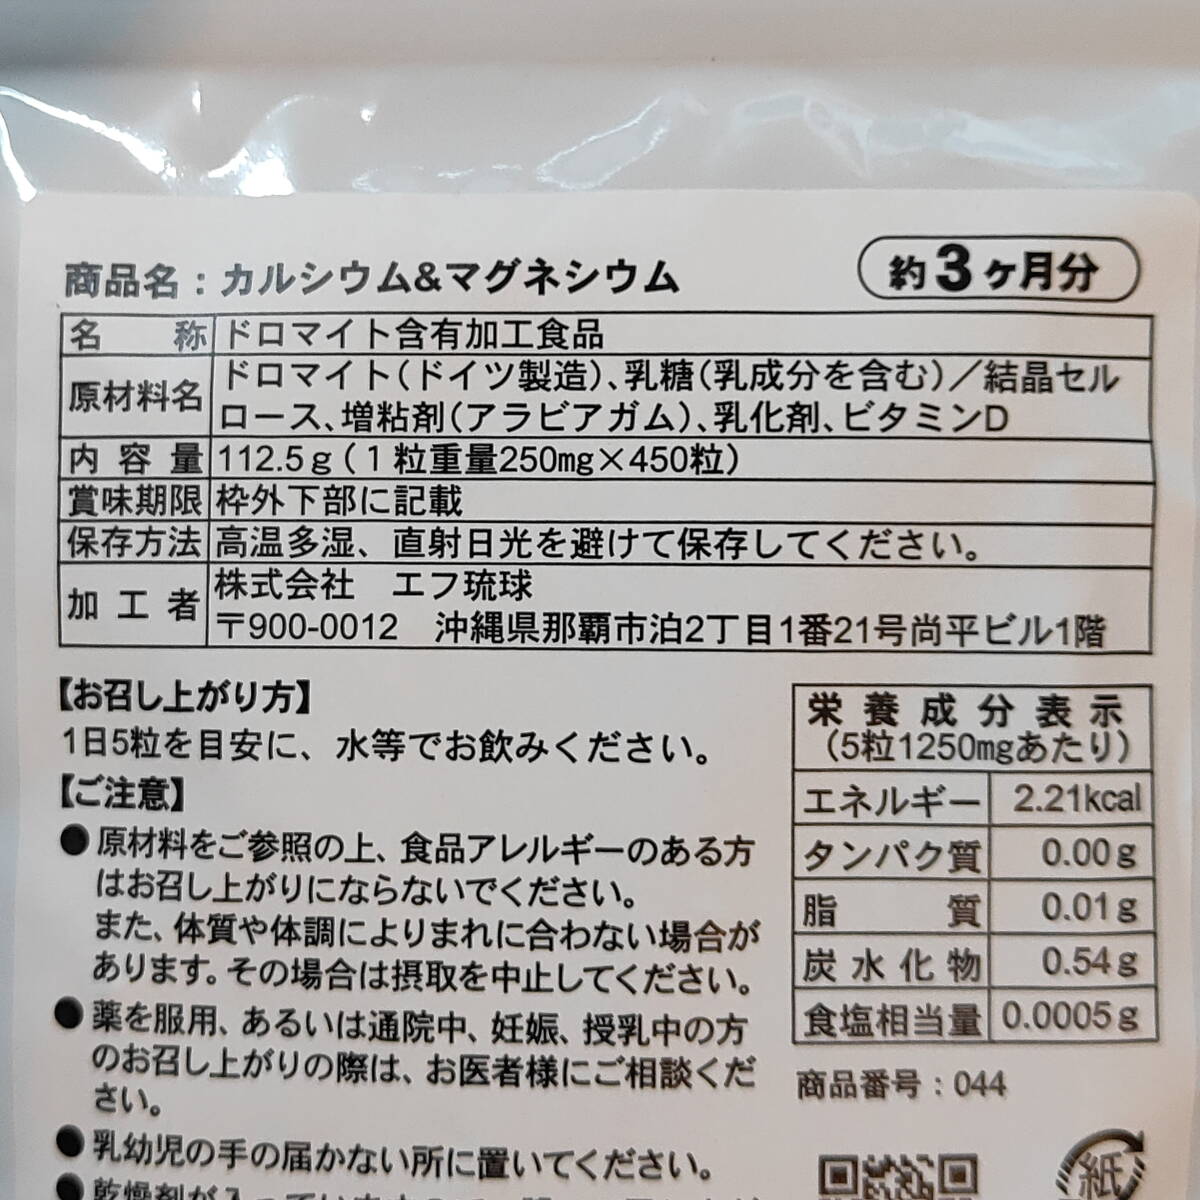 商品名：カルシウム&マグネシウム
約3ヶ月分
名称 ドロマイト含有加工食品
原材料名 ドロマイト（ドイツ製造）、乳糖（乳成分を含む）／結晶セル
ロース、増粘剤（アラビアガム）、乳化剤、ビタミンD
内容量 112.5g（1粒重量250mg×450粒）
賞味期限 枠外下部に記載
保存方法 高温多湿、直射日光を避けて保存してください。
加工者 株式会社　エフ琉球
〒900-0012　沖縄県那覇市泊2丁目1番21号尚平ビル1階
【お召し上がり方】
1日5粒を目安に、水等でお飲みください。
【ご注意】
●原材料をご参照の上、食品アレルギーのある方
はお召し上がりにならないでください。
また、体質や体調によりまれに合わない場合が
あります。その場合は摂取を中止してください。
●薬を服用、あるいは通院中、妊娠、授乳中の方
のお召し上がりの際は、お医者様にご相談くだ
さい。
●乳幼児の手の届かない所に置いてください。
栄養成分表示
（5粒1250mgあたり）
エネルギー 2.21kcal
タンパク質 0.00g
脂質 0.01g
炭水化物 0.54g
食塩相当量 0.0005g
商品番号：044
紙